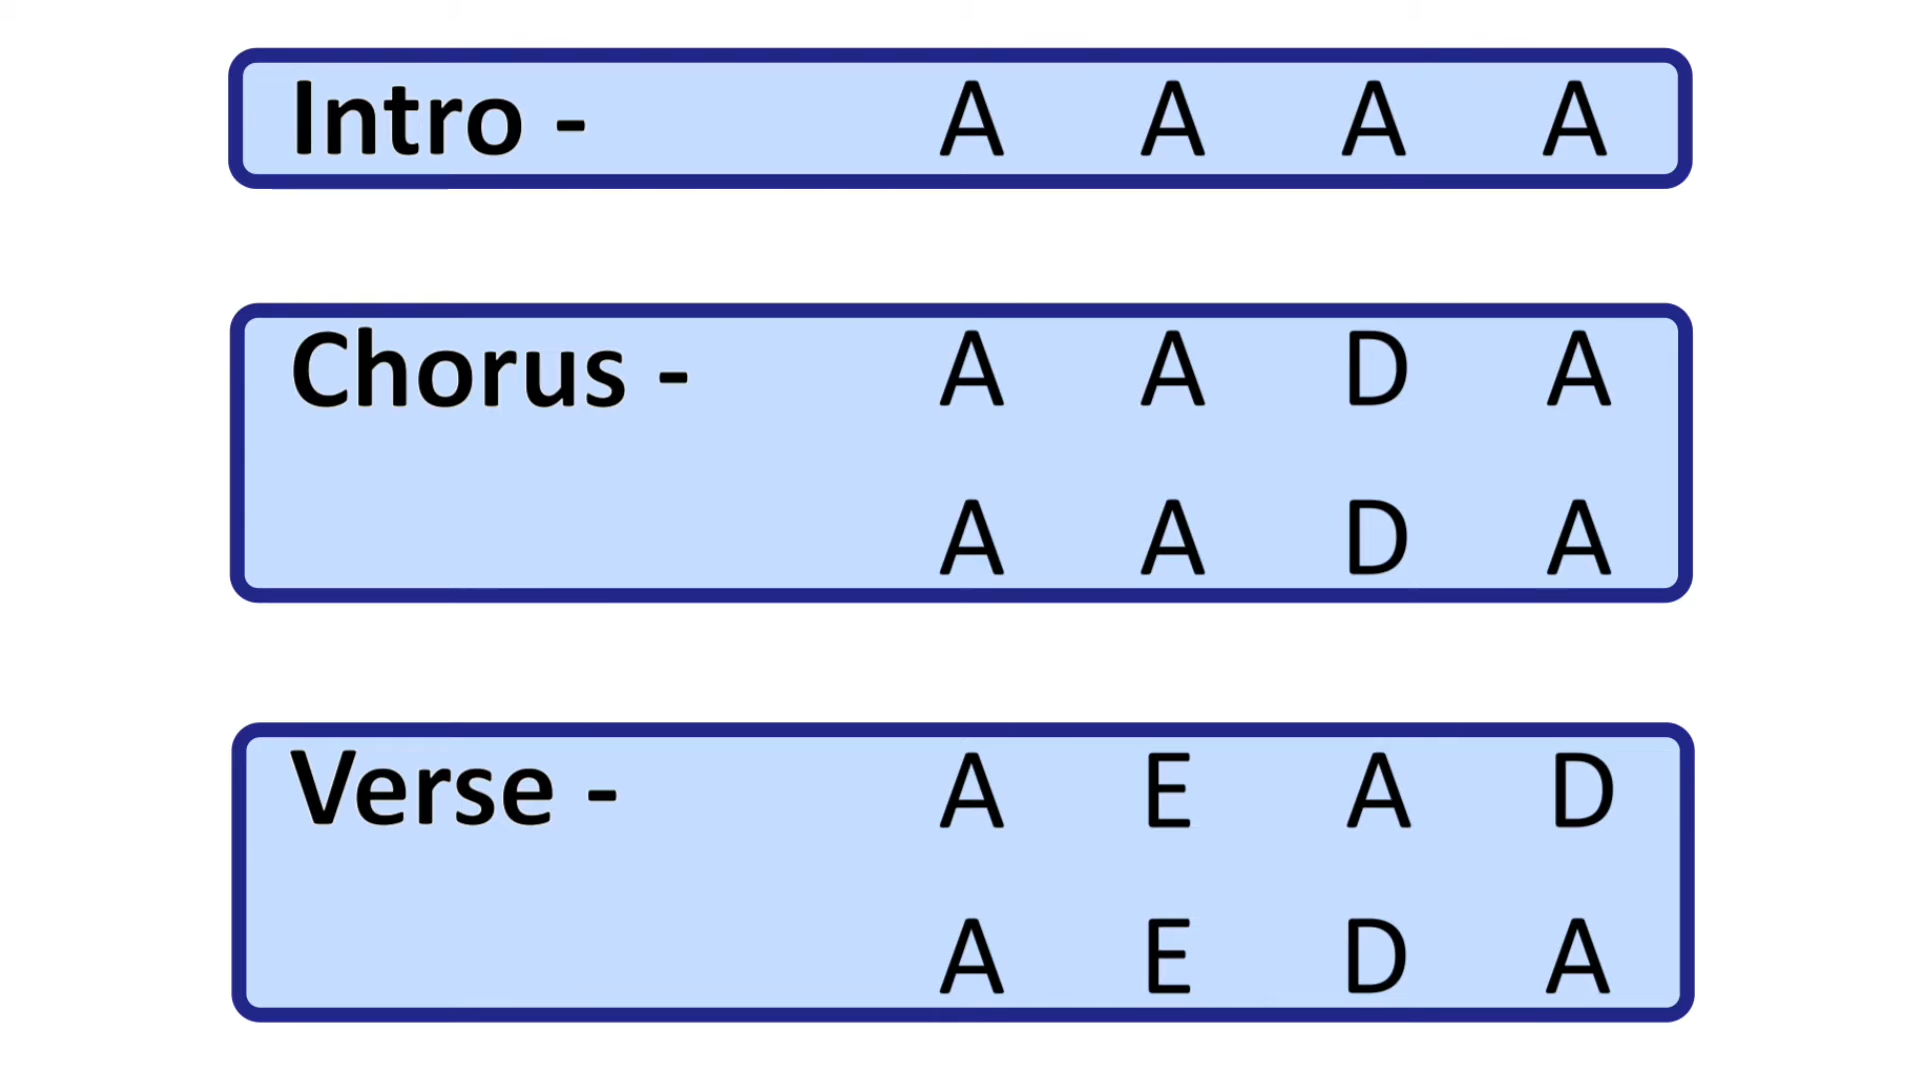 Intro - A A A A
Chorus - A A D A
A A D A
Verse - A E A D
A E D A